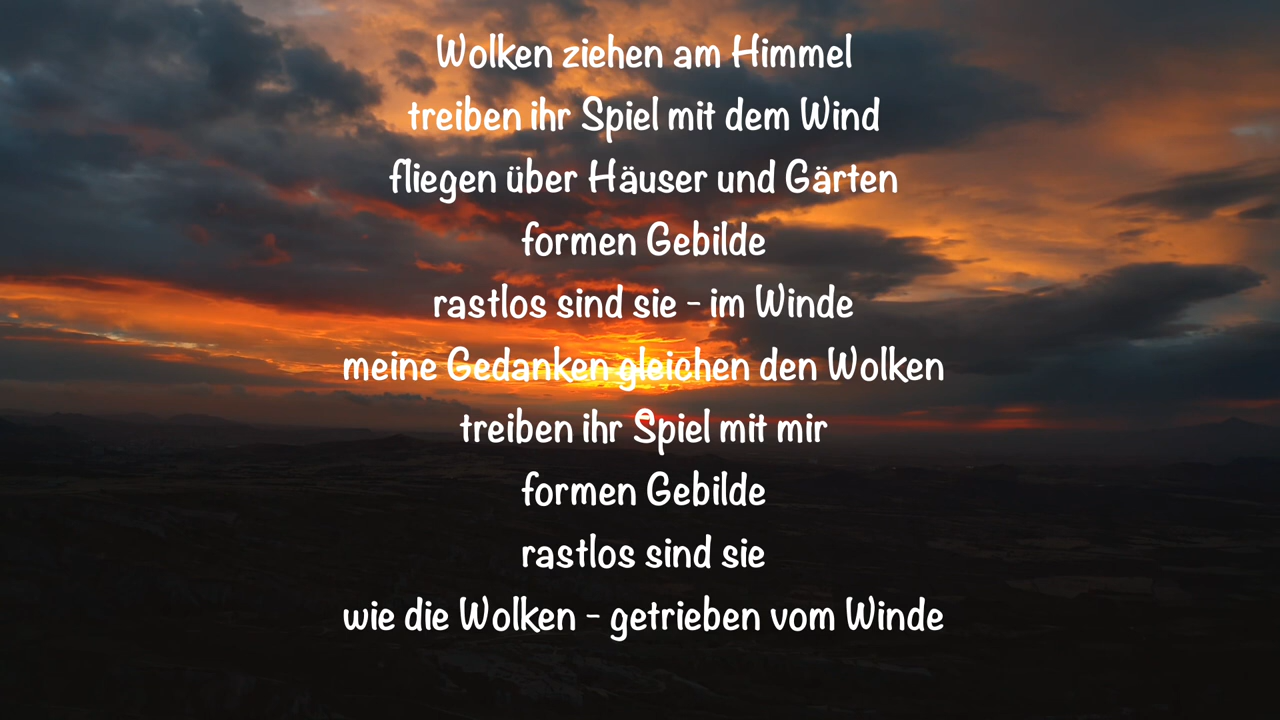 Wolken ziehen am Himmel
treiben ihr Spiel mit dem Wind
fliegen über Häuser und Gärten
formen Gebilde
rastlos sind sie - im Winde
meine Gedanken gleichen den Wolken
treiben ihr Spiel mit mir
formen Gebilde
rastlos sind sie
wie die Wolken - getrieben vom Winde